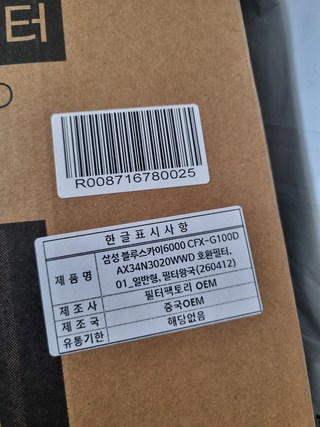 터
R008716780025
한글표시사항
제품명 삼성 블루스카이6000 CFX-G100D
AX34N3020WWD 호환필터,
01_일반형, 필터왕국(260412)
제조사 필터팩토리 OEM
제조국 중국OEM
유통기한 해당없음